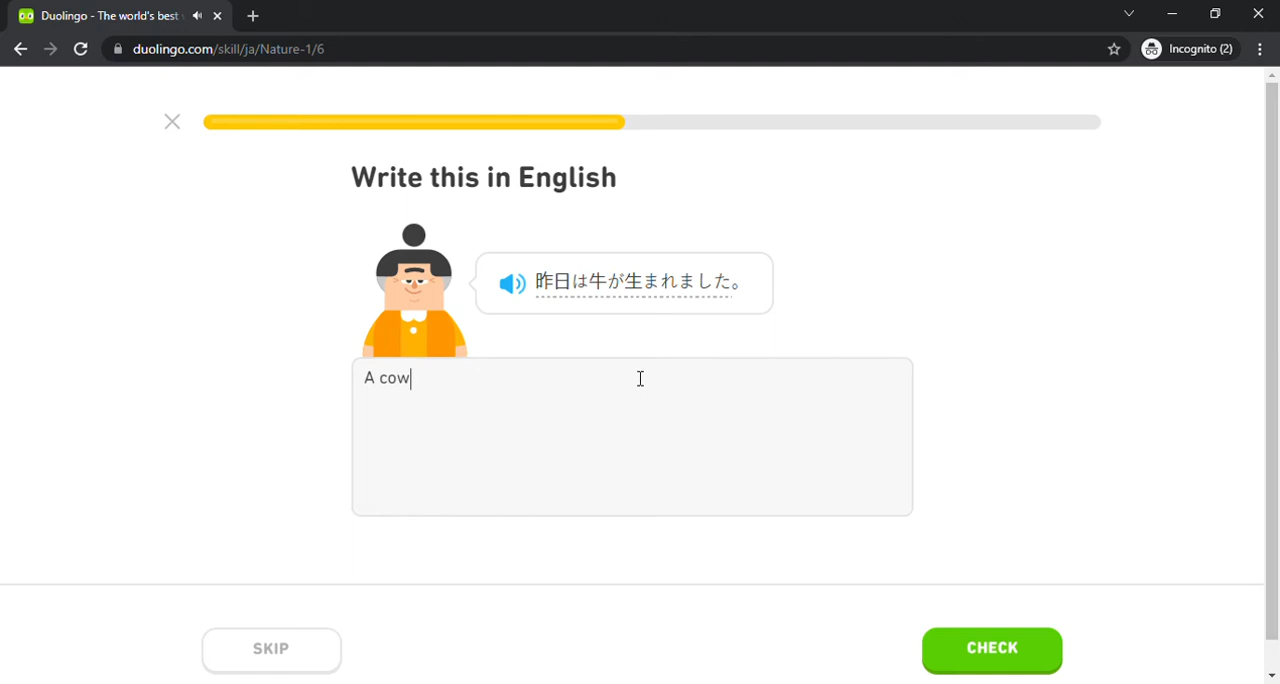 Duolingo - The world's best
duolingo.com/skill/ja/Nature-1/6
Incognito (2)
Write this in English
昨日は牛が生まれました。
A cow
SKIP
CHECK